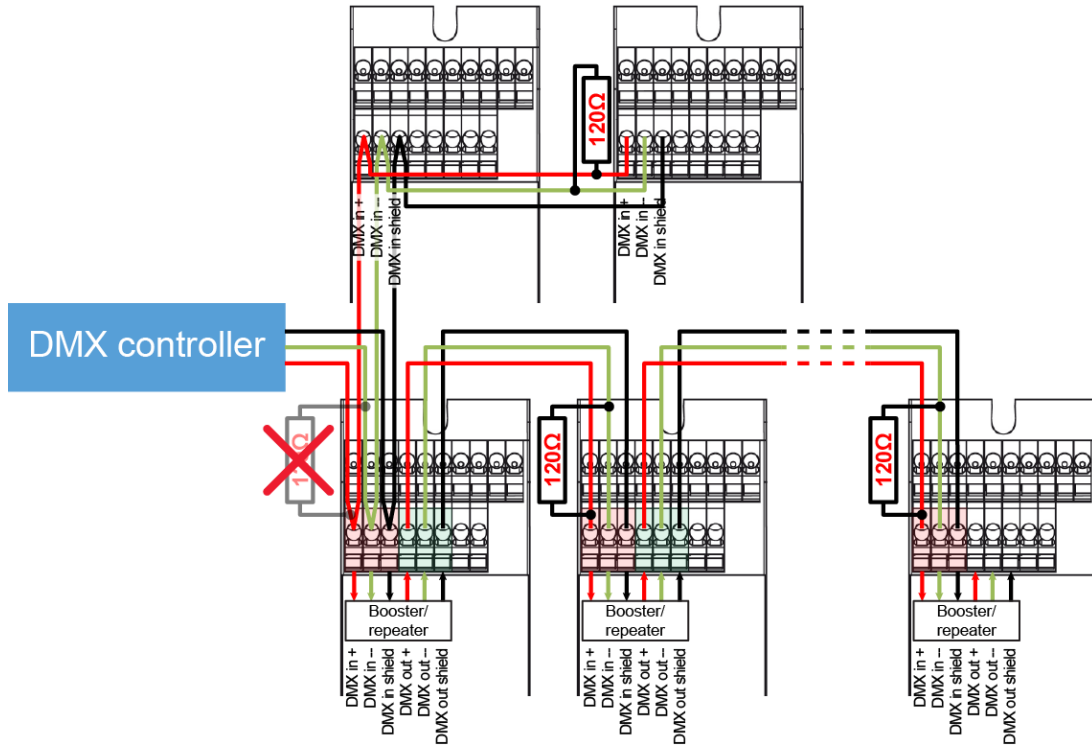 120Ω
120Ω
DMX in +
DMX in --
DMX in shield
DMX in +
DMX in --
DMX in shield
DMX controller
120Ω
120Ω
Booster/
repeater
Booster/
repeater
Booster/
repeater
DMX in +
DMX in --
DMX in shield
DMX out +
DMX out --
DMX out shield
DMX in +
DMX in --
DMX in shield
DMX out +
DMX out --
DMX out shield
DMX in +
DMX in --
DMX in shield
DMX out +
DMX out --
DMX out shield